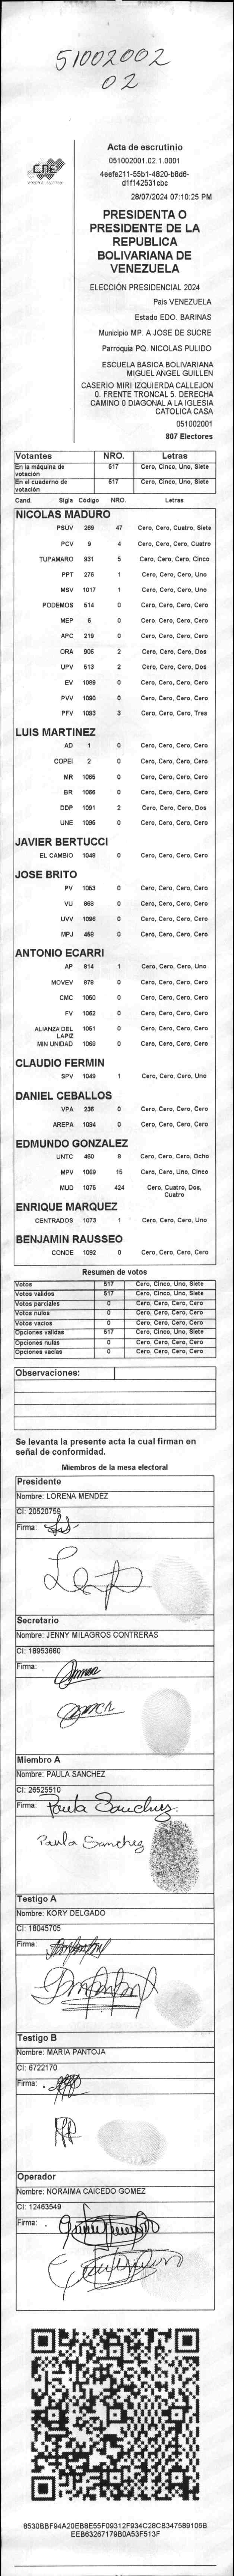 51002002
02
CNE
Acta de escrutinio
051002001.02.1.0001
4eefe211-55b1-4820-b8d6-
d1f142531cbc
28/07/2024 07:10:25 PM
PRESIDENTA O
PRESIDENTE DE LA
REPUBLICA
BOLIVARIANA DE
VENEZUELA
ELECCIÓN PRESIDENCIAL 2024
Pais VENEZUELA
Estado EDO. BARINAS
Municipio MP. A JOSE DE SUCRE
Parroquia PQ. NICOLAS PULIDO
ESCUELA BASICA BOLIVARIANA
MIGUEL ANGEL GUILLEN
CASERIO MIRI IZQUIERDA CALLEJON
0. FRENTE TRONCAL 5. DERECHA
CAMINO 0 DIAGONAL A LA IGLESIA
CATOLICA CASA
051002001
807 Electores
Votantes NRO. Letras
En la máquina de votación 517 Cero, Cinco, Uno, Siete
En el cuaderno de votación 517 Cero, Cinco, Uno, Siete
Cand. Sigla Código NRO. Letras
NICOLAS MADURO
PSUV 269 47 Cero, Cero, Cuatro, Siete
PCV 9 4 Cero, Cero, Cero, Cuatro
TUPAMARO 931 5 Cero, Cero, Cero, Cinco
PPT 276 1 Cero, Cero, Cero, Uno
MSV 1017 1 Cero, Cero, Cero, Uno
PODEMOS 514 0 Cero, Cero, Cero, Cero
MEP 6 0 Cero, Cero, Cero, Cero
APC 219 0 Cero, Cero, Cero, Cero
ORA 906 2 Cero, Cero, Cero, Dos
UPV 513 2 Cero, Cero, Cero, Dos
EV 1089 0 Cero, Cero, Cero, Cero
PVV 1090 0 Cero, Cero, Cero, Cero
PFV 1093 3 Cero, Cero, Cero, Tres
LUIS MARTINEZ
AD 1 0 Cero, Cero, Cero, Cero
COPEI 2 0 Cero, Cero, Cero, Cero
MR 1065 0 Cero, Cero, Cero, Cero
BR 1066 0 Cero, Cero, Cero, Cero
DDP 1091 2 Cero, Cero, Cero, Dos
UNE 1095 0 Cero, Cero, Cero, Cero
JAVIER BERTUCCI
EL CAMBIO 1048 0 Cero, Cero, Cero, Cero
JOSE BRITO
PV 1053 0 Cero, Cero, Cero, Cero
VU 868 0 Cero, Cero, Cero, Cero
UVV 1096 0 Cero, Cero, Cero, Cero
MPJ 458 0 Cero, Cero, Cero, Cero
ANTONIO ECARRI
AP 814 1 Cero, Cero, Cero, Uno
MOVEV 878 0 Cero, Cero, Cero, Cero
CMC 1050 0 Cero, Cero, Cero, Cero
FV 1062 0 Cero, Cero, Cero, Cero
ALIANZA DEL LAPIZ 1051 0 Cero, Cero, Cero, Cero
MIN UNIDAD 1069 0 Cero, Cero, Cero, Cero
CLAUDIO FERMIN
SPV 1049 1 Cero, Cero, Cero, Uno
DANIEL CEBALLOS
VPA 236 0 Cero, Cero, Cero, Cero
AREPA 1094 0 Cero, Cero, Cero, Cero
EDMUNDO GONZALEZ
UNTC 460 8 Cero, Cero, Cero, Ocho
MPV 1059 15 Cero, Cero, Uno, Cinco
MUD 1075 424 Cero, Cuatro, Dos, Cuatro
ENRIQUE MARQUEZ
CENTRADOS 1073 1 Cero, Cero, Cero, Uno
BENJAMIN RAUSSEO
CONDE 1092 0 Cero, Cero, Cero, Cero
Resumen de votos
Votos 517 Cero, Cinco, Uno, Siete
Votos validos 517 Cero, Cinco, Uno, Siete
Votos parciales 0 Cero, Cero, Cero, Cero
Votos nulos 0 Cero, Cero, Cero, Cero
Votos vacios 0 Cero, Cero, Cero, Cero
Opciones validas 517 Cero, Cinco, Uno, Siete
Opciones nulas 0 Cero, Cero, Cero, Cero
Opciones vacias 0 Cero, Cero, Cero, Cero
Observaciones:
Se levanta la presente acta la cual firman en
señal de conformidad.
Miembros de la mesa electoral
Presidente
Nombre: LORENA MENDEZ
CI: 20520759
Firma:
Secretario
Nombre: JENNY MILAGROS CONTRERAS
CI: 18953680
Firma:
Miembro A
Nombre: PAULA SANCHEZ
CI: 26525510
Firma: Paula Sanchez
Paula Sanchez
Testigo A
Nombre: KORY DELGADO
CI: 18045705
Firma:
Testigo B
Nombre: MARIA PANTOJA
CI: 6722170
Firma:
Operador
Nombre: NORAIMA CAICEDO GOMEZ
CI: 12463549
Firma:
8530BBF94A20EB8E55F09312F934C28CB347589106B
EEB63267179B0A53F513F